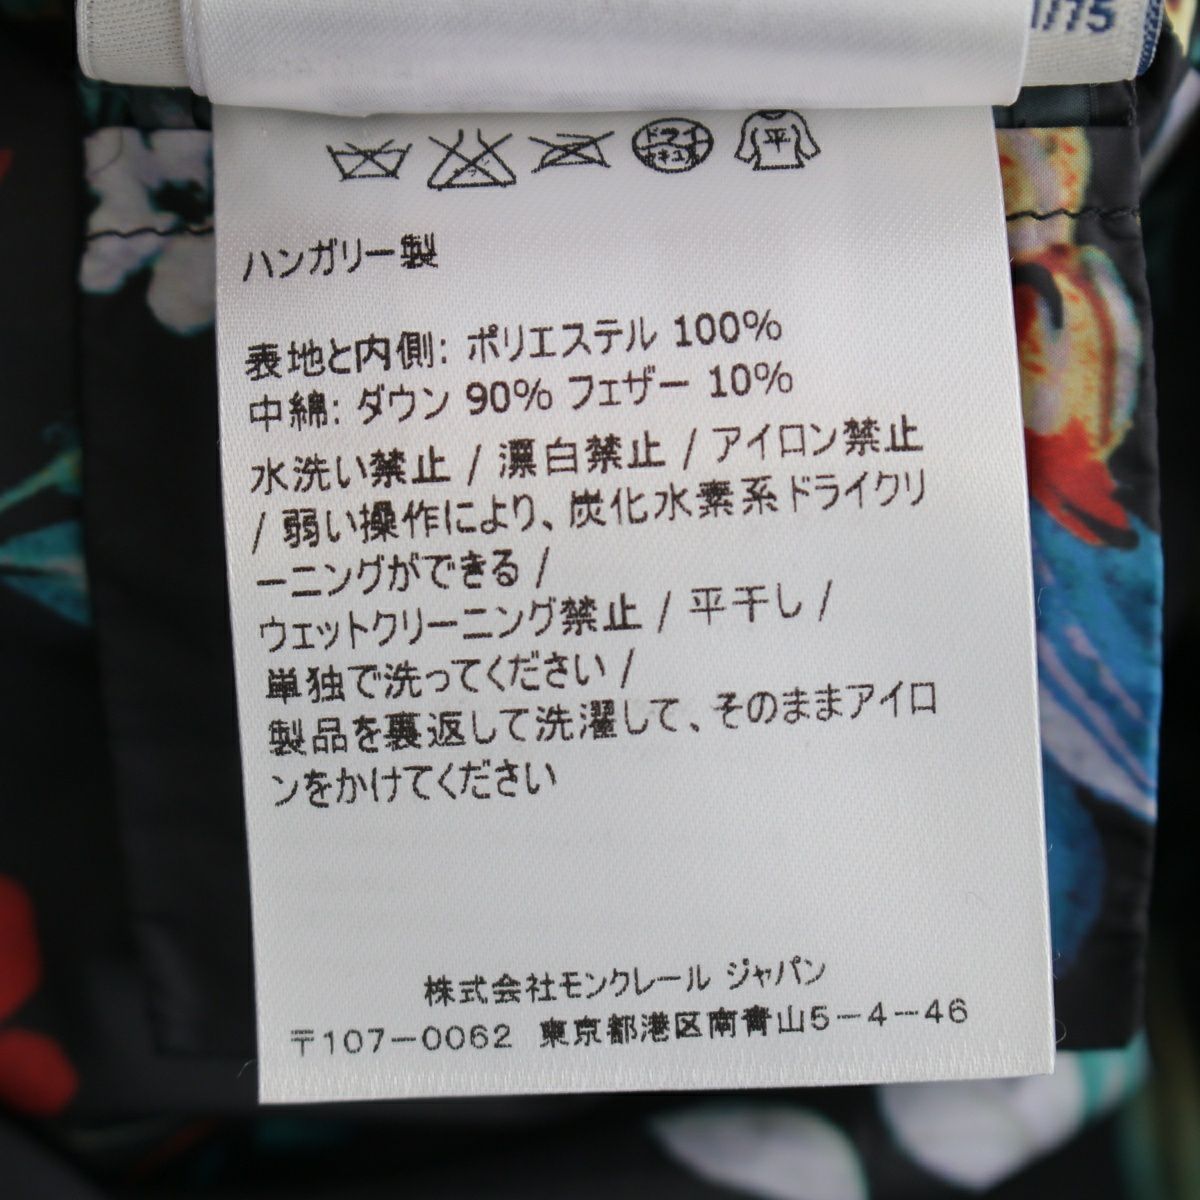 1775
ドライ
平
ハンガリー製
表地と内側: ポリエステル 100%
中綿: ダウン 90% フェザー 10%
水洗い禁止 / 漂白禁止 / アイロン禁止
/ 弱い操作により、炭化水素系ドライクリ
ーニングができる /
ウェットクリーニング禁止 / 平干し /
単独で洗ってください /
製品を裏返して洗濯して、そのままアイロ
ンをかけてください
株式会社モンクレール ジャパン
〒107-0062 東京都港区南青山5-4-46